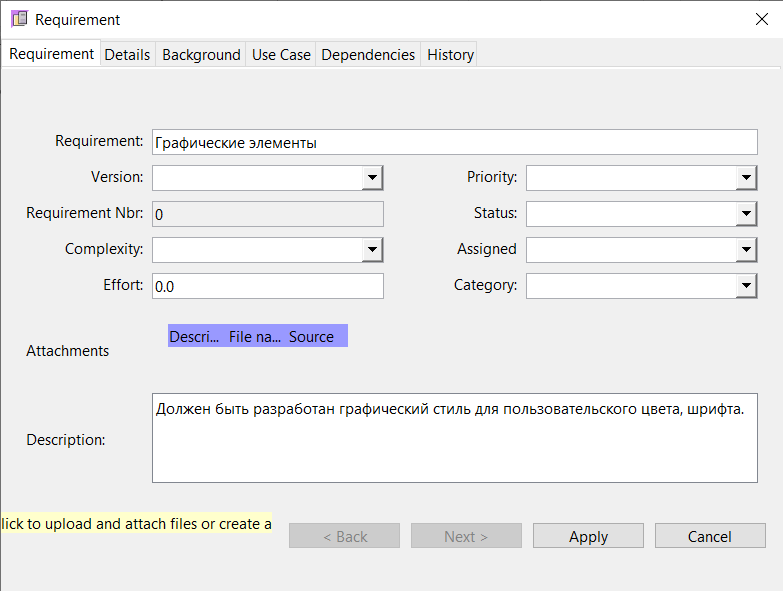 Requirement
Requirement Details Background Use Case Dependencies History
Requirement: Графические элементы
Version: Priority:
Requirement Nbr: 0 Status:
Complexity: Assigned
Effort: 0.0 Category:
Descri... File na... Source
Attachments
Должен быть разработан графический стиль для пользовательского цвета, шрифта.
Description:
lick to upload and attach files or create a
< Back Next > Apply Cancel